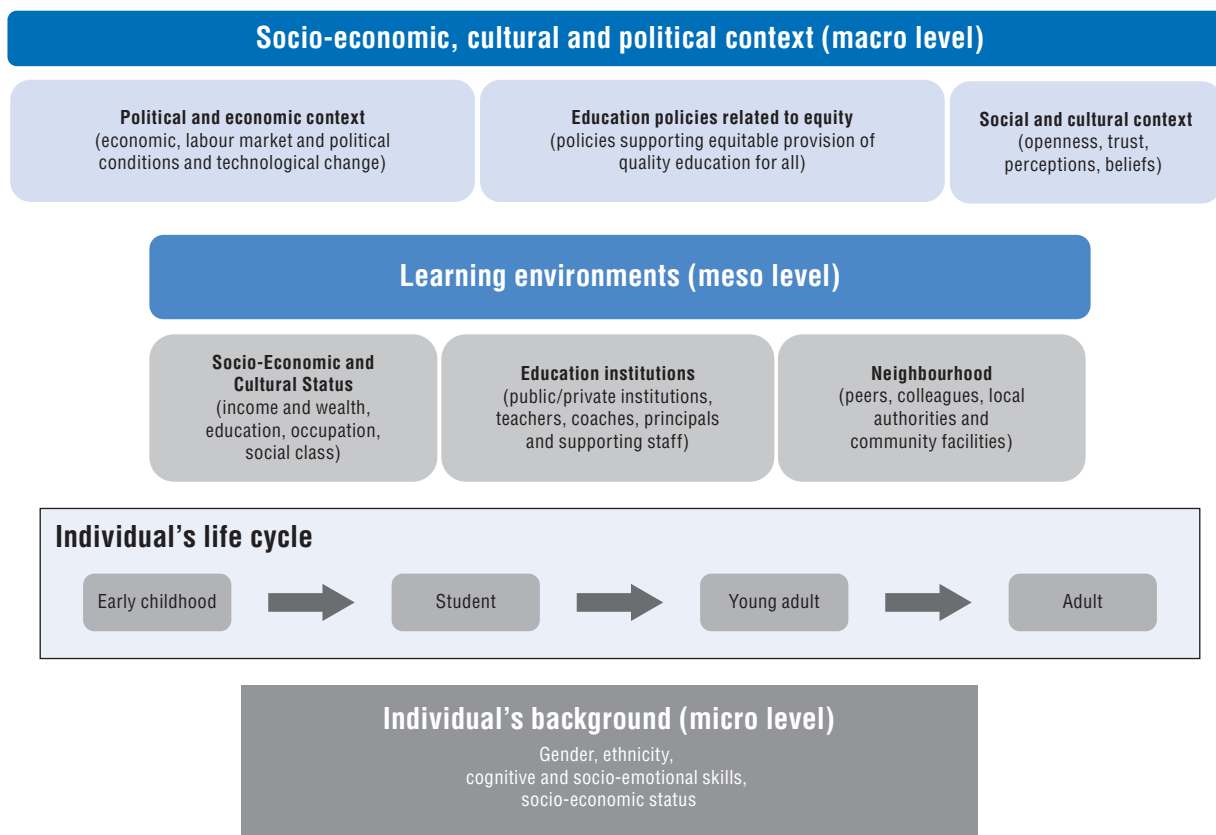 Socio-economic, cultural and political context (macro level)
Political and economic context
(economic, labour market and political
conditions and technological change)
Education policies related to equity
(policies supporting equitable provision of
quality education for all)
Social and cultural context
(openness, trust,
perceptions, beliefs)
Learning environments (meso level)
Socio-Economic and
Cultural Status
(income and wealth,
education, occupation,
social class)
Education institutions
(public/private institutions,
teachers, coaches, principals
and supporting staff)
Neighbourhood
(peers, colleagues, local
authorities and
community facilities)
Individual’s life cycle
Early childhood
Student
Young adult
Adult
Individual’s background (micro level)
Gender, ethnicity,
cognitive and socio-emotional skills,
socio-economic status